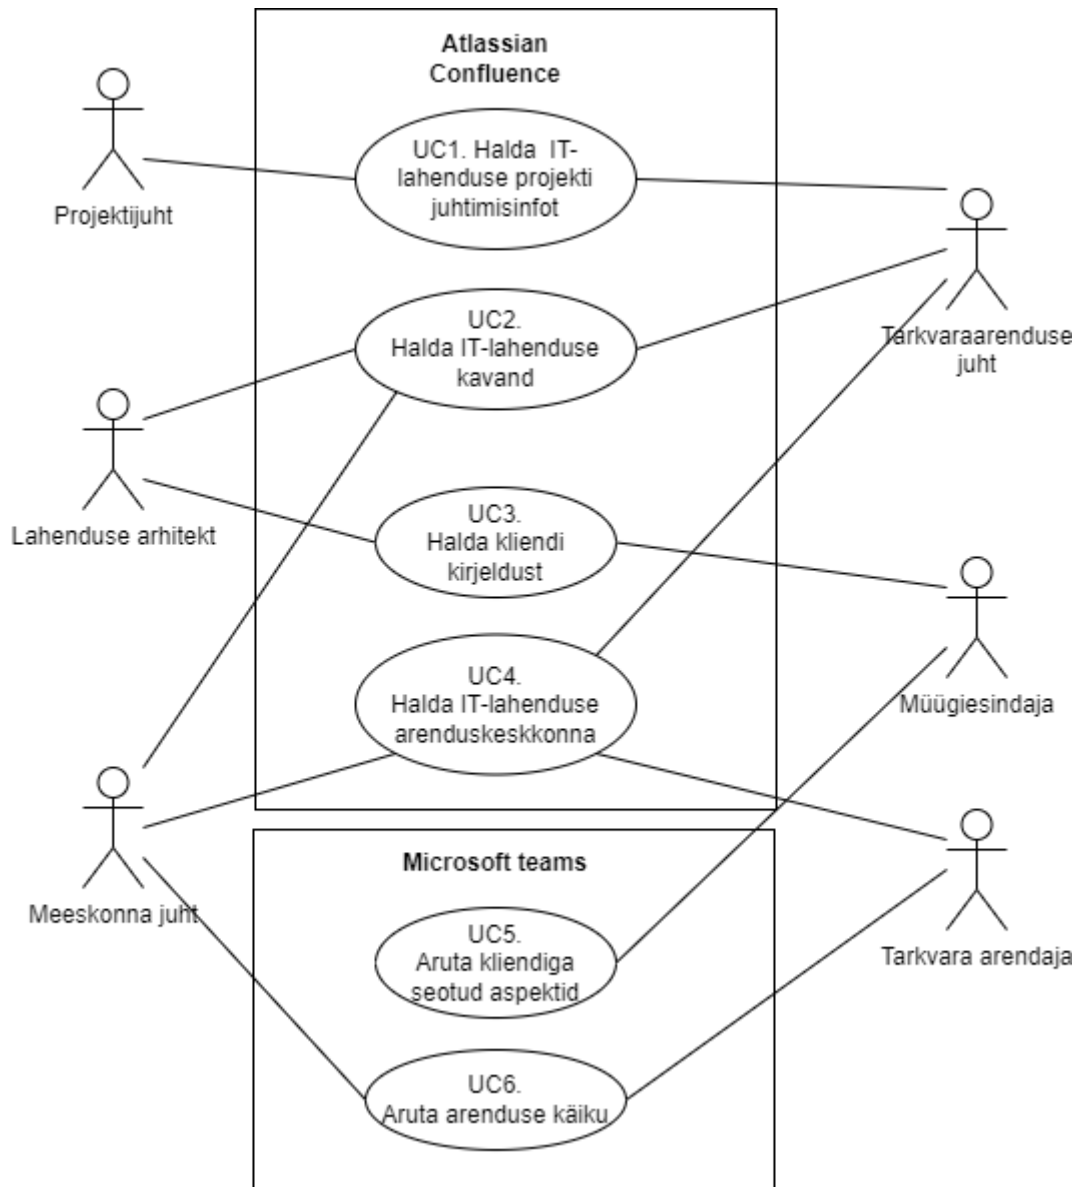 Atlassian
Confluence
UC1. Halda  IT-
lahenduse projekti
juhtimisinfot
Projektijuht
UC2.
Halda IT-lahenduse
kavand
Tarkvaraarenduse
juht
UC3.
Halda kliendi
kirjeldust
Lahenduse arhitekt
UC4.
Halda IT-lahenduse
arenduskeskkonna
Müügiesindaja
Microsoft teams
Meeskonna juht
UC5.
Aruta kliendiga
seotud aspektid
Tarkvara arendaja
UC6.
Aruta arenduse käiku